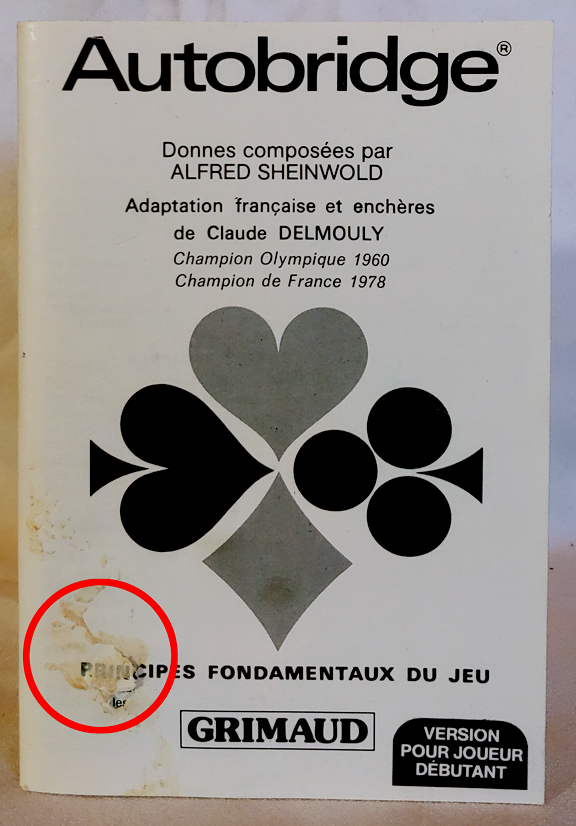 Autobridge®
Donnes composées par
ALFRED SHEINWOLD
Adaptation française et enchères
de Claude DELMOULY
Champion Olympique 1960
Champion de France 1978
PRINCIPES FONDAMENTAUX DU JEU
des
GRIMAUD
VERSION
POUR JOUEUR
DÉBUTANT